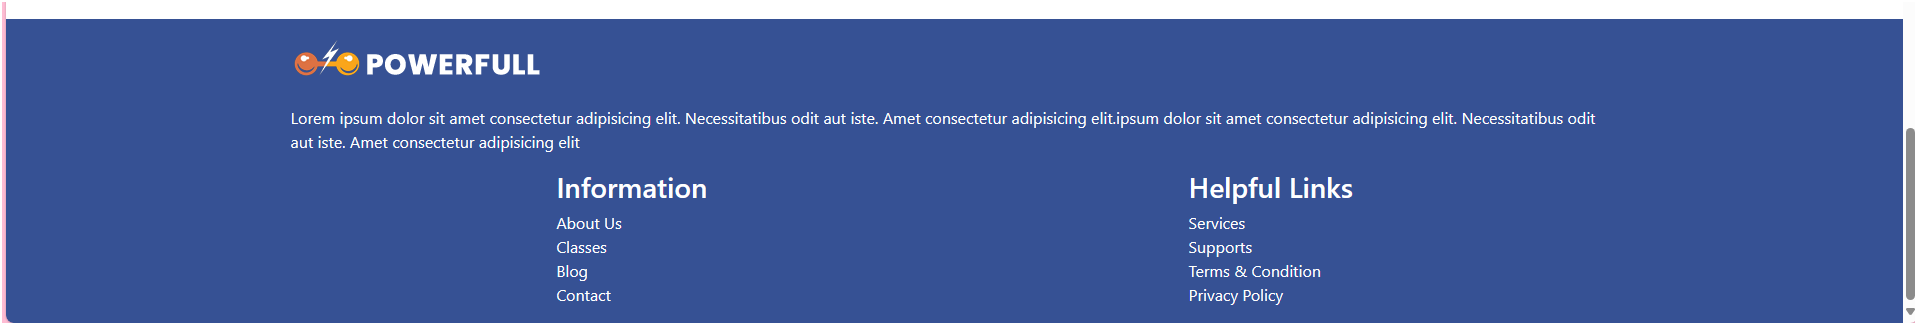 POWERFULL
Lorem ipsum dolor sit amet consectetur adipisicing elit. Necessitatibus odit aut iste. Amet consectetur adipisicing elit.ipsum dolor sit amet consectetur adipisicing elit. Necessitatibus odit
aut iste. Amet consectetur adipisicing elit
Information
About Us
Classes
Blog
Contact
Helpful Links
Services
Supports
Terms & Condition
Privacy Policy